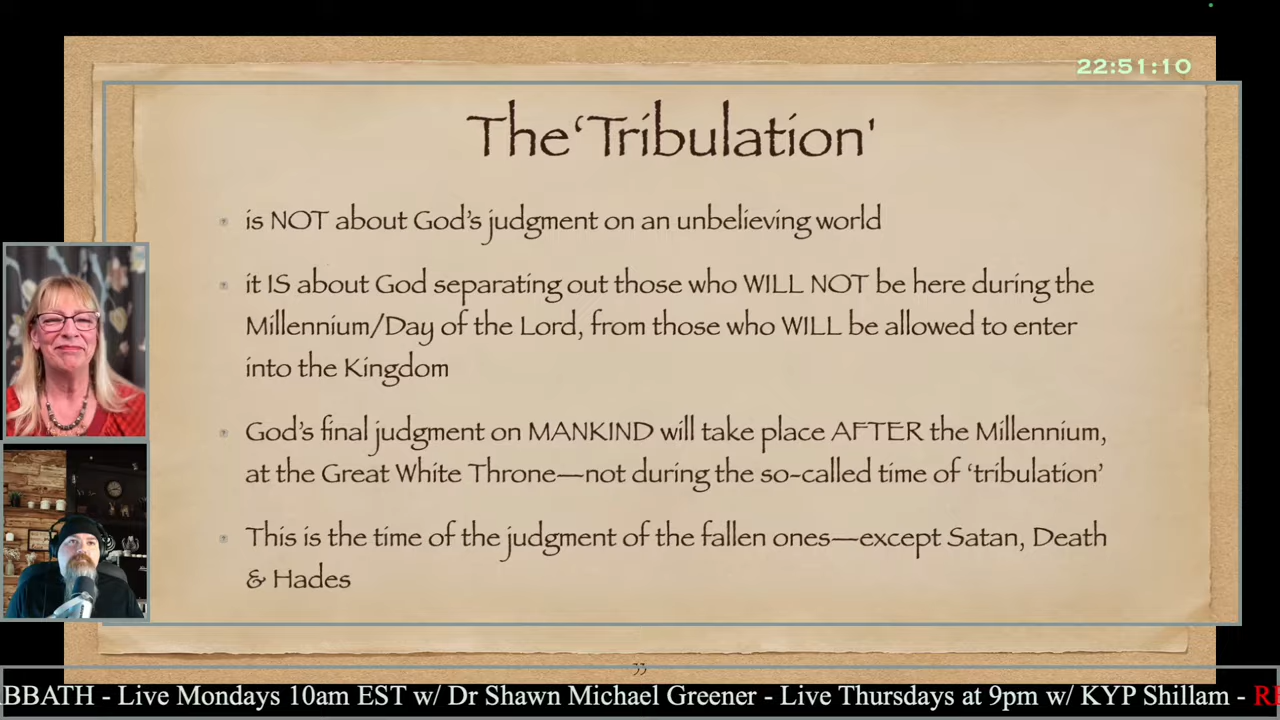 22:51:10
The 'Tribulation'
is NOT about God's judgment on an unbelieving world
it IS about God separating out those who WILL NOT be here during the
Millennium/Day of the Lord, from those who WILL be allowed to enter
into the Kingdom
God's final judgment on MANKIND will take place AFTER the Millennium,
at the Great White Throne—not during the so-called time of 'tribulation'
This is the time of the judgment of the fallen ones—except Satan, Death
& Hades
33
BBATH - Live Mondays 10am EST w/ Dr Shawn Michael Greener - Live Thursdays at 9pm w/ KYP Shillam -